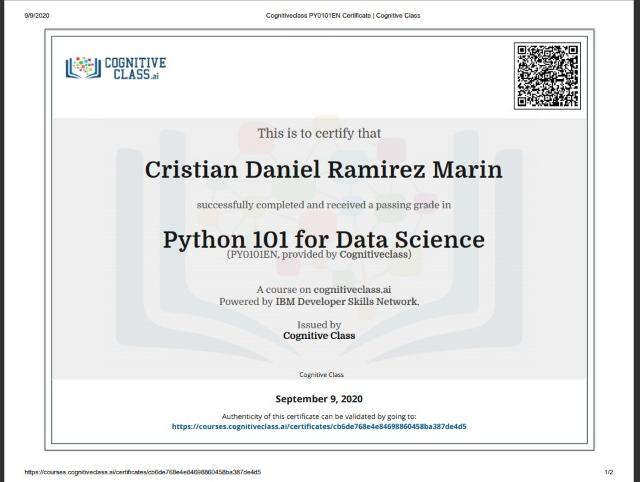 9/9/2020 Cognitiveclass PY0101EN Certificate | Cognitive Class
COGNITIVE
CLASS.ai
This is to certify that
Cristian Daniel Ramirez Marin
successfully completed and received a passing grade in
Python 101 for Data Science
(PY0101EN, provided by Cognitiveclass)
A course on cognitiveclass.ai
Powered by IBM Developer Skills Network.
Issued by
Cognitive Class
Cognitive Class
September 9, 2020
Authenticity of this certificate can be validated by going to:
https://courses.cognitiveclass.ai/certificates/cb6de768e4e84698860458ba387de4d5
https://courses.cognitiveclass.ai/certificates/cb6de768e4e84698860458ba387de4d5 1/2